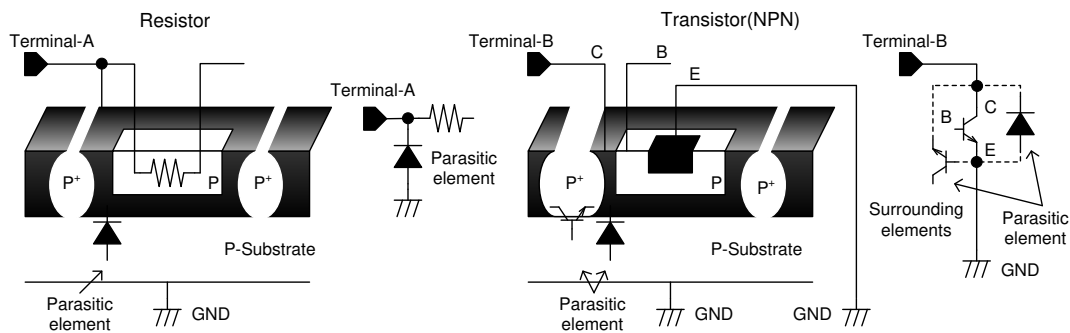 Resistor
Terminal-A
P+
P
P+
P-Substrate
Parasitic
element
GND
Terminal-A
Parasitic
element
Transistor(NPN)
Terminal-B
C
B
E
P+
P
P+
P-Substrate
Parasitic
element
GND
GND
Terminal-B
C
B
E
Surrounding
elements
Parasitic
element
GND